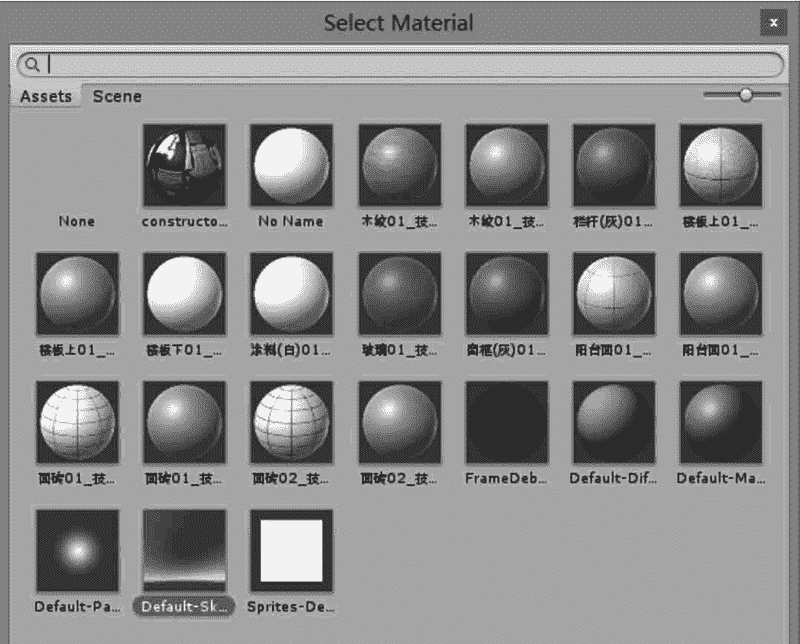 Select Material
x
Assets Scene
None constructo... No Name 木纹01_技... 木纹01_技... 栏杆(灰)01... 楼板上01_...
楼板上01_... 楼板下01_... 涂料(白)01... 玻璃01_技... 窗框(灰)01... 阳台面01_... 阳台面01_...
面砖01_技... 面砖01_技... 面砖02_技... 面砖02_技... FrameDeb... Default-Dif... Default-Ma...
Default-Pa... Default-Sk... Sprites-De...